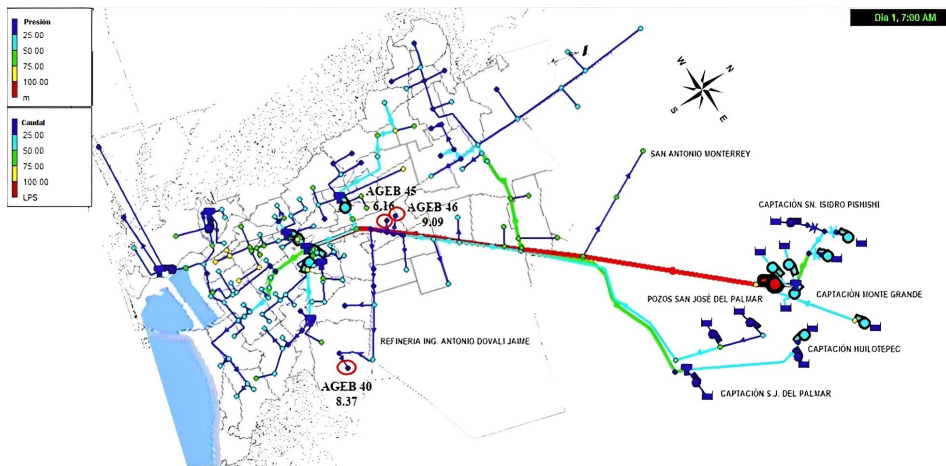 Presión
25.00
50.00
75.00
100.00
m
Caudal
25.00
50.00
75.00
100.00
LPS
Dia 1, 7:00 AM
W
N
S
E
SAN ANTONIO MONTERREY
AGEB 45
6.16
AGEB 46
9.09
CAPTACIÓN SN. ISIDRO PISHISHI
CAPTACIÓN MONTE GRANDE
POZOS SAN JOSÉ DEL PALMAR
REFINERIA ING. ANTONIO DOVALI JAIME
CAPTACIÓN HUILOTEPEC
AGEB 40
8.37
CAPTACIÓN S.J. DEL PALMAR